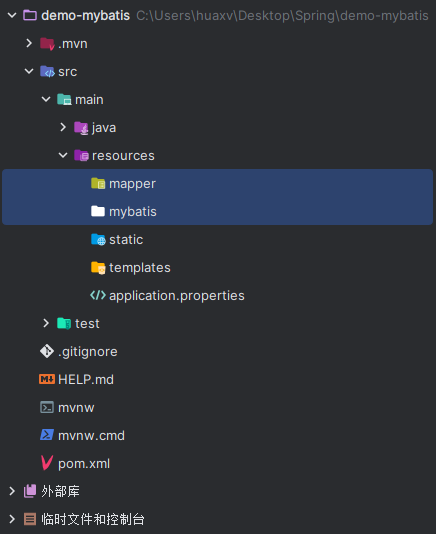 demo-mybatis C:\Users\huaxv\Desktop\Spring\demo-mybatis
.mvn
src
main
java
resources
mapper
mybatis
static
templates
application.properties
test
.gitignore
HELP.md
mvnw
mvnw.cmd
pom.xml
外部库
临时文件和控制台